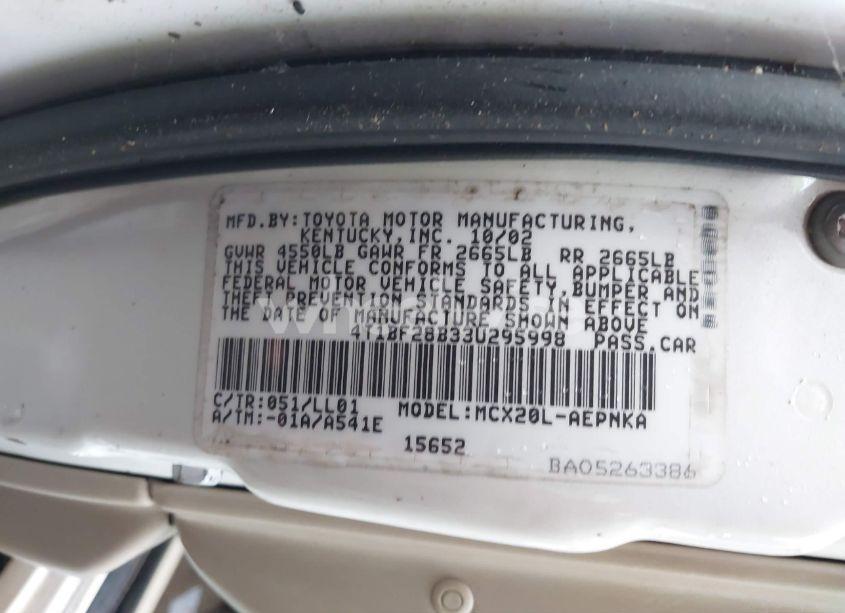 MFD.BY:TOYOTA MOTOR MANUFACTURING,
KENTUCKY,INC. 10/02
GVWR 4550LB GAWR FR 2665LB RR 2665LB
THIS VEHICLE CONFORMS TO ALL APPLICABLE
FEDERAL MOTOR VEHICLE SAFETY,BUMPER AND
THEFT PREVENTION STANDARDS IN EFFECT ON
THE DATE OF MANUFACTURE SHOWN ABOVE
4T1BF28B33U295998 PASS.CAR
C/TR:051/LL01 MODEL:MCX20L-AEPNKA
A/TM:-01A/A541E
15652
BA05263386